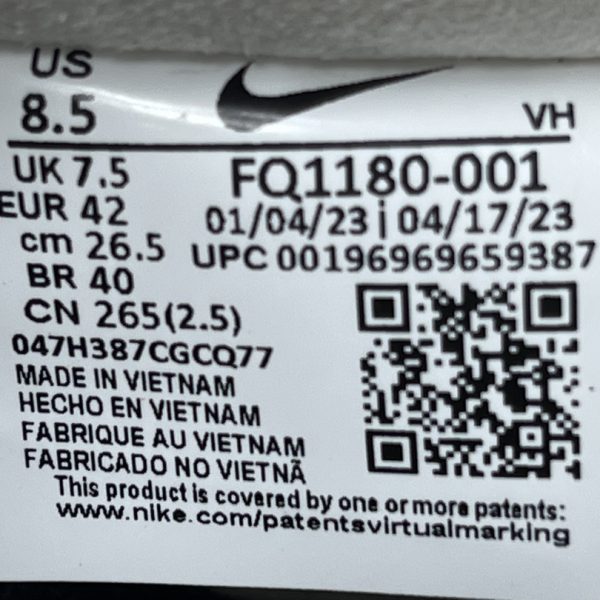 US
8.5
VH
UK 7.5
FQ1180-001
EUR 42
01/04/23 | 04/17/23
cm 26.5
UPC 00196969659387
BR 40
CN 265(2.5)
047H387CGCQ77
MADE IN VIETNAM
HECHO EN VIETNAM
FABRIQUE AU VIETNAM
FABRICADO NO VIETNÃ
This product is covered by one or more patents:
www.nike.com/patentsvirtualmarking